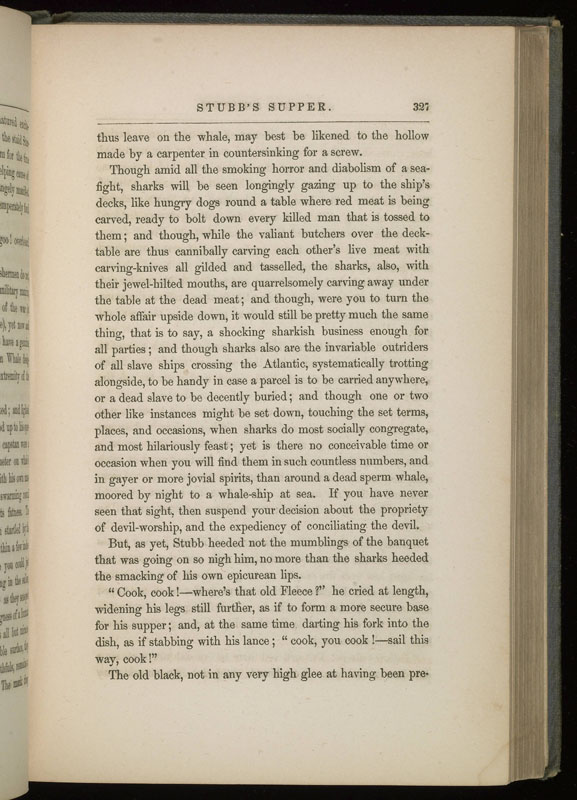 STUBB'S SUPPER. 327
thus leave on the whale, may best be likened to the hollow
made by a carpenter in countersinking for a screw.
Though amid all the smoking horror and diabolism of a sea-
fight, sharks will be seen longingly gazing up to the ship's
decks, like hungry dogs round a table where red meat is being
carved, ready to bolt down every killed man that is tossed to
them; and though, while the valiant butchers over the deck-
table are thus cannibally carving each other's live meat with
carving-knives all gilded and tasselled, the sharks, also, with
their jewel-hilted mouths, are quarrelsomely carving away under
the table at the dead meat; and though, were you to turn the
whole affair upside down, it would still be pretty much the same
thing, that is to say, a shocking sharkish business enough for
all parties; and though sharks also are the invariable outriders
of all slave ships crossing the Atlantic, systematically trotting
alongside, to be handy in case a parcel is to be carried anywhere,
or a dead slave to be decently buried; and though one or two
other like instances might be set down, touching the set terms,
places, and occasions, when sharks do most socially congregate,
and most hilariously feast; yet is there no conceivable time or
occasion when you will find them in such countless numbers, and
in gayer or more jovial spirits, than around a dead sperm whale,
moored by night to a whale-ship at sea. If you have never
seen that sight, then suspend your decision about the propriety
of devil-worship, and the expediency of conciliating the devil.
But, as yet, Stubb heeded not the mumblings of the banquet
that was going on so nigh him, no more than the sharks heeded
the smacking of his own epicurean lips.
"Cook, cook!—where's that old Fleece?" he cried at length,
widening his legs still further, as if to form a more secure base
for his supper; and, at the same time darting his fork into the
dish, as if stabbing with his lance; "cook, you cook!—sail this
way, cook!"
The old black, not in any very high glee at having been pre-